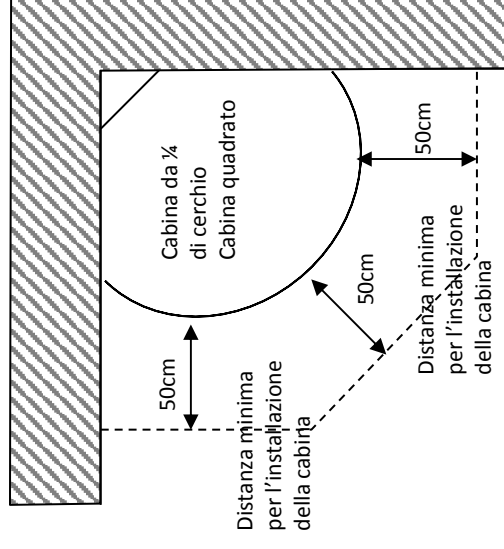 Cabina da ¼
di cerchio
Cabina quadrato
50cm
50cm
50cm
Distanza minima
per l'installazione
della cabina
Distanza minima
per l'installazione
della cabina